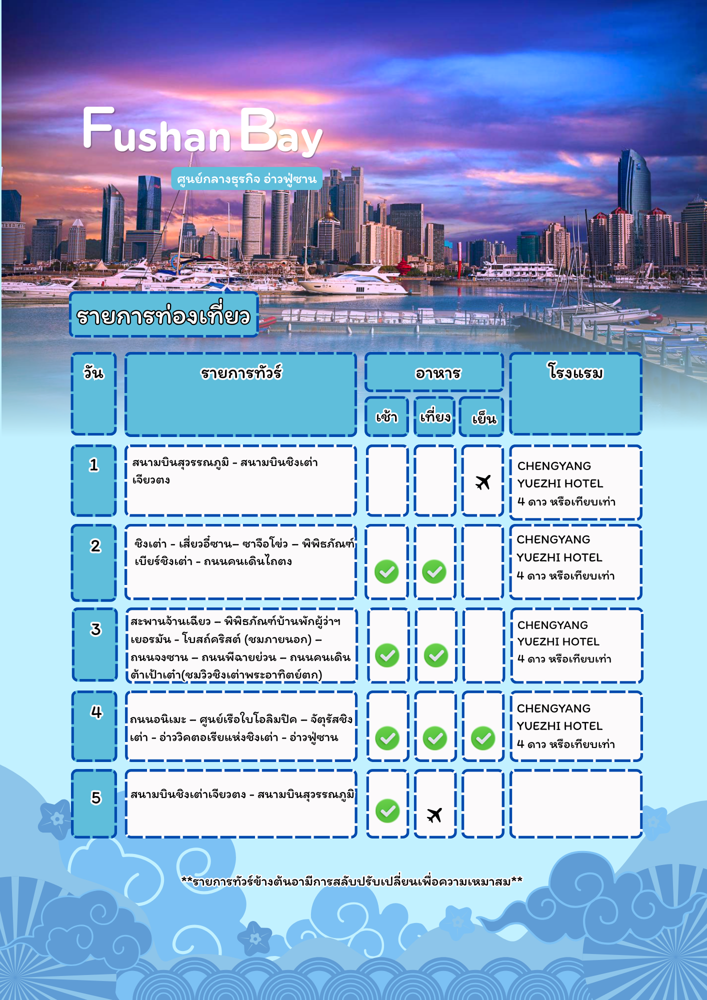 Fushan Bay
ศูนย์กลางธุรกิจ อ่าวฟู่ซาน
รายการท่องเที่ยว
วัน
รายการทัวร์
อาหาร
โรงแรม
เช้า
เที่ยง
เย็น
1
สนามบินสุวรรณภูมิ - สนามบินชิงเต่า
เจียวตง
CHENGYANG
YUEZHI HOTEL
4 ดาว หรือเทียบเท่า
2
ชิงเต่า - เสี่ยวอี๋ซาน– ซาจือโข่ว – พิพิธภัณฑ์
เบียร์ชิงเต่า - ถนนคนเดินไถตง
CHENGYANG
YUEZHI HOTEL
4 ดาว หรือเทียบเท่า
3
สะพานจ้านเฉียว – พิพิธภัณฑ์บ้านพักผู้ว่าฯ
เยอรมัน - โบสถ์คริสต์ (ชมภายนอก) –
ถนนจงซาน – ถนนพีฉายย่วน – ถนนคนเดิน
ต้าเป้าเต๋า(ชมวิวชิงเต่าพระอาทิตย์ตก)
CHENGYANG
YUEZHI HOTEL
4 ดาว หรือเทียบเท่า
4
ถนนอนิเมะ – ศูนย์เรือใบโอลิมปิค – จัตุรัสชิง
เต่า - อ่าววิคตอเรียแห่งชิงเต่า - อ่าวฟู่ซาน
CHENGYANG
YUEZHI HOTEL
4 ดาว หรือเทียบเท่า
5
สนามบินชิงเต่าเจียวตง - สนามบินสุวรรณภูมิ
**รายการทัวร์ข้างต้นอามีการสลับปรับเปลี่ยนเพื่อความเหมาสม**